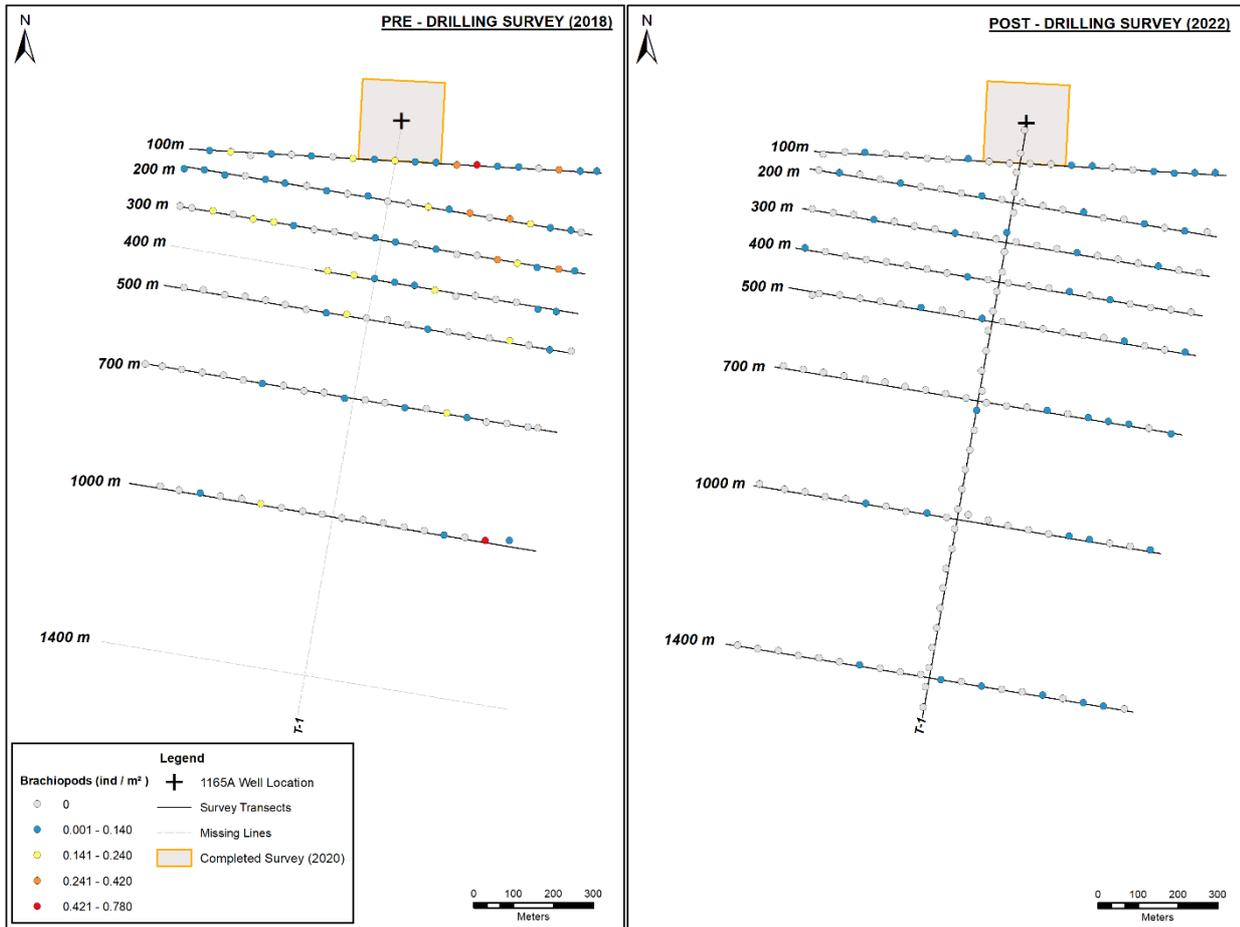 PRE - DRILLING SURVEY (2018)
N
100m
200 m
300 m
400 m
500 m
700 m
1000 m
1400 m
T-1
Legend
Brachiopods (ind / m² )
0
0.001 - 0.140
0.141 - 0.240
0.241 - 0.420
0.421 - 0.780
1165A Well Location
Survey Transects
Missing Lines
Completed Survey (2020)
0 100 200 300
Meters
POST - DRILLING SURVEY (2022)
N
100m
200 m
300 m
400 m
500 m
700 m
1000 m
1400 m
T-1
0 100 200 300
Meters